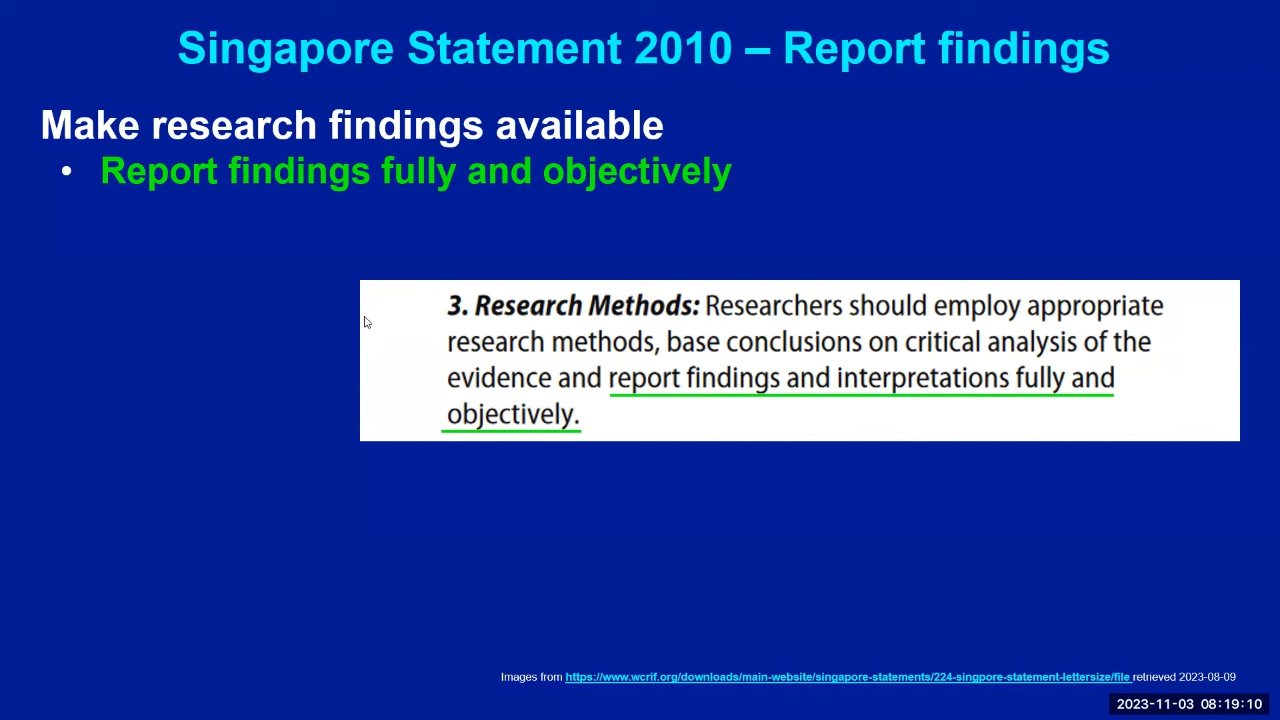 Singapore Statement 2010 – Report findings
Make research findings available
• Report findings fully and objectively
3. Research Methods: Researchers should employ appropriate
research methods, base conclusions on critical analysis of the
evidence and report findings and interpretations fully and
objectively.
Images from https://www.wcrif.org/downloads/main-website/singapore-statements/224-singpore-statement-lettersize/file retrieved 2023-08-09
2023-11-03 08:19:10